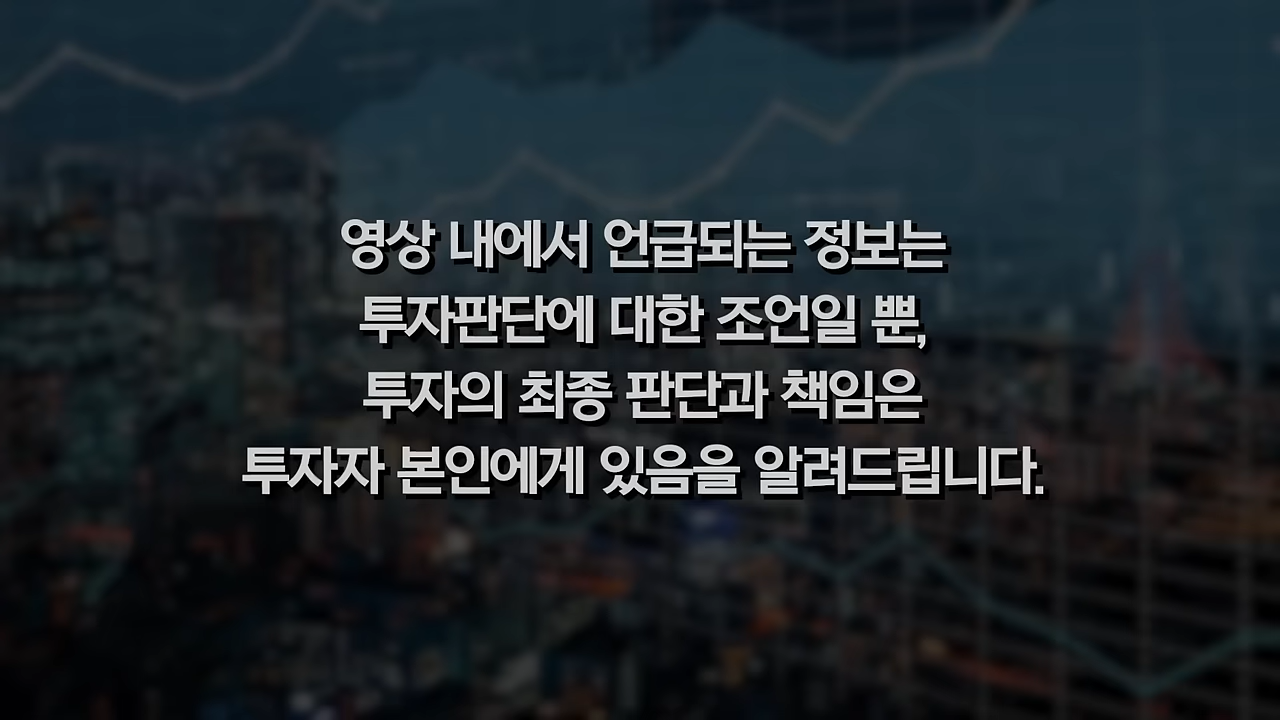 영상 내에서 언급되는 정보는
투자판단에 대한 조언일 뿐,
투자의 최종 판단과 책임은
투자자 본인에게 있음을 알려드립니다.